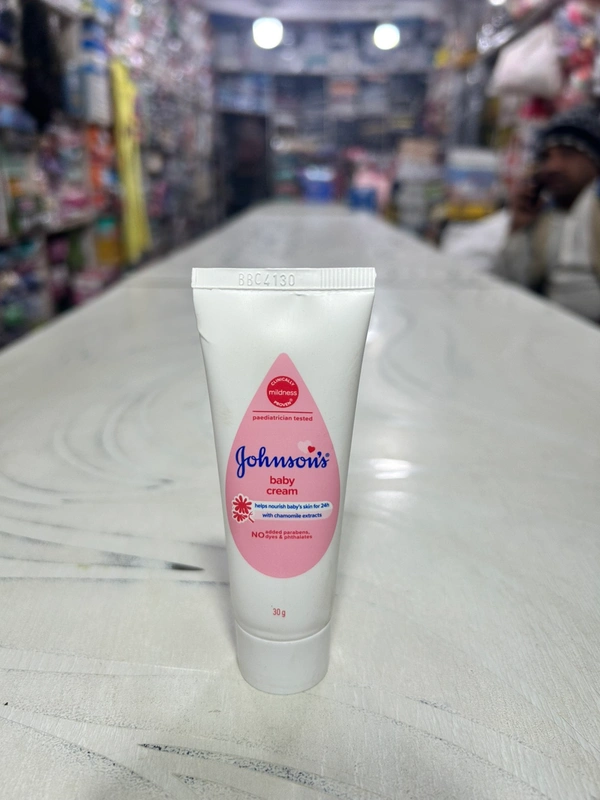 BBC4130
CLINICALLY
mildness
PROVEN
paediatrician tested
Johnson's®
baby
cream
helps nourish baby's skin for 24h
with chamomile extracts
NO added parabens,
dyes & phthalates
30 g